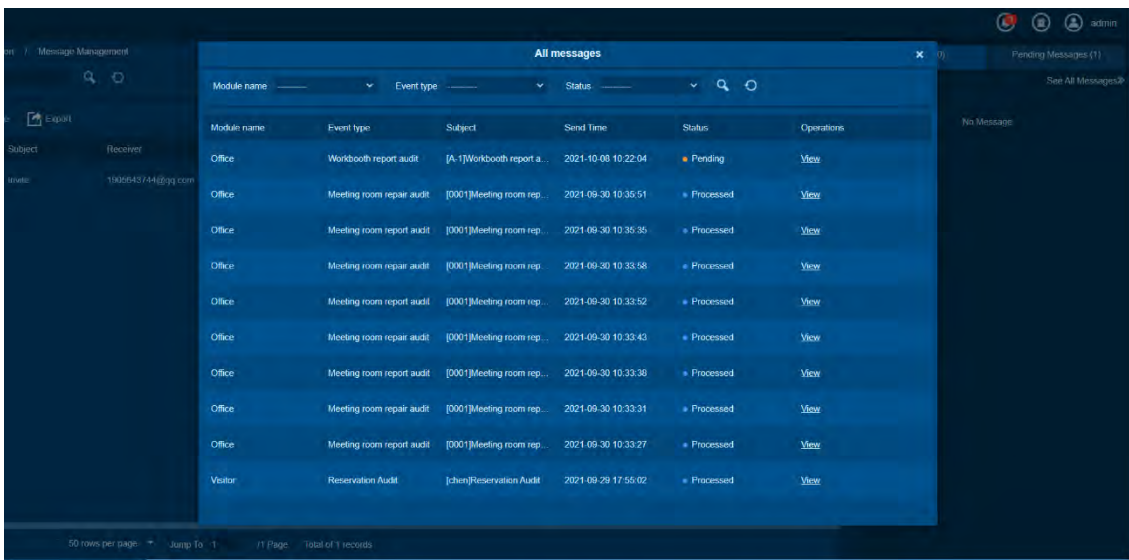 admin
Message Management
All messages
Pending Messages (1)
Module name
Event type
Status
See All Messages
Export
No Message
Subject Receiver
1905643744@qq.com
Module name Event type Subject Send Time Status Operations
Office Workbooth report audit [A-1]Workbooth report a... 2021-10-08 10:22:04 Pending View
Office Meeting room repair audit [0001]Meeting room rep... 2021-09-30 10:35:51 Processed View
Office Meeting room report audit [0001]Meeting room rep... 2021-09-30 10:35:35 Processed View
Office Meeting room repair audit [0001]Meeting room rep... 2021-09-30 10:33:58 Processed View
Office Meeting room report audit [0001]Meeting room rep... 2021-09-30 10:33:52 Processed View
Office Meeting room repair audit [0001]Meeting room rep... 2021-09-30 10:33:43 Processed View
Office Meeting room report audit [0001]Meeting room rep... 2021-09-30 10:33:38 Processed View
Office Meeting room repair audit [0001]Meeting room rep... 2021-09-30 10:33:31 Processed View
Office Meeting room report audit [0001]Meeting room rep... 2021-09-30 10:33:27 Processed View
Visitor Reservation Audit [chen]Reservation Audit 2021-09-29 17:55:02 Processed View
50 rows per page Jump To 1 /1 Page Total of 1 records